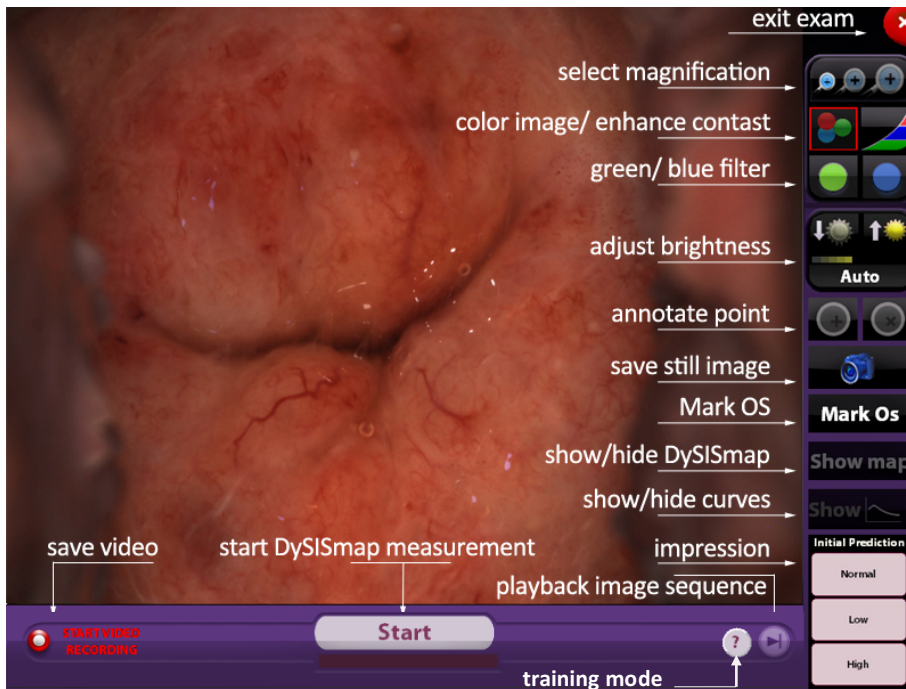 exit exam
select magnification
color image/ enhance contast
green/ blue filter
adjust brightness
Auto
annotate point
save still image
Mark OS
Mark Os
show/hide DySISmap
Show map
show/hide curves
Show
Initial Prediction
impression
Normal
playback image sequence
Low
High
save video
start DySISmap measurement
START VIDEO
RECORDING
Start
?
training mode